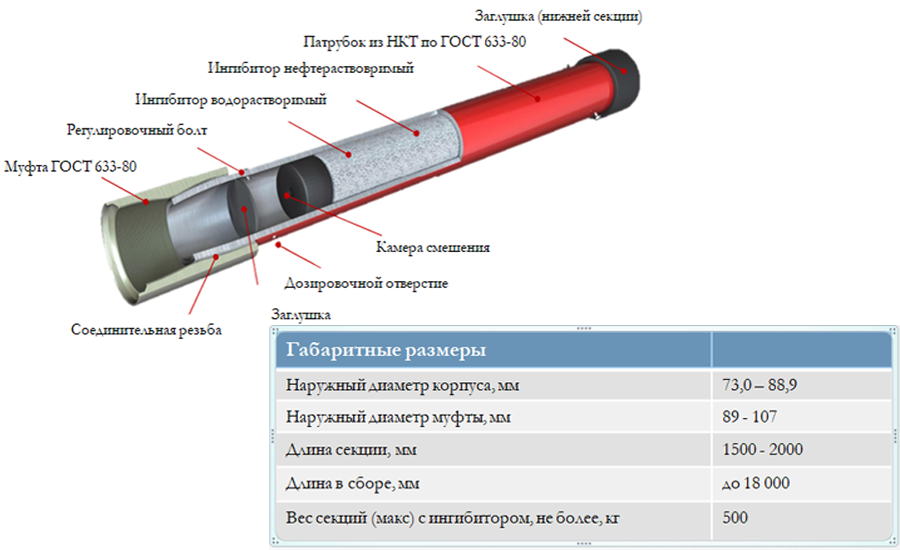 Заглушка (нижней секции)
Патрубок из НКТ по ГОСТ 633-80
Ингибитор нефтерастовримый
Ингибитор водорастворимый
Регулировочный болт
Муфта ГОСТ 633-80
Камера смешения
Дозировочной отверстие
Заглушка
Соединительная резьба
Габаритные размеры
Наружный диаметр корпуса, мм 73,0 – 88,9
Наружный диаметр муфты, мм 89 - 107
Длина секции, мм 1500 - 2000
Длина в сборе, мм до 18 000
Вес секций (макс) с ингибитором, не более, кг 500